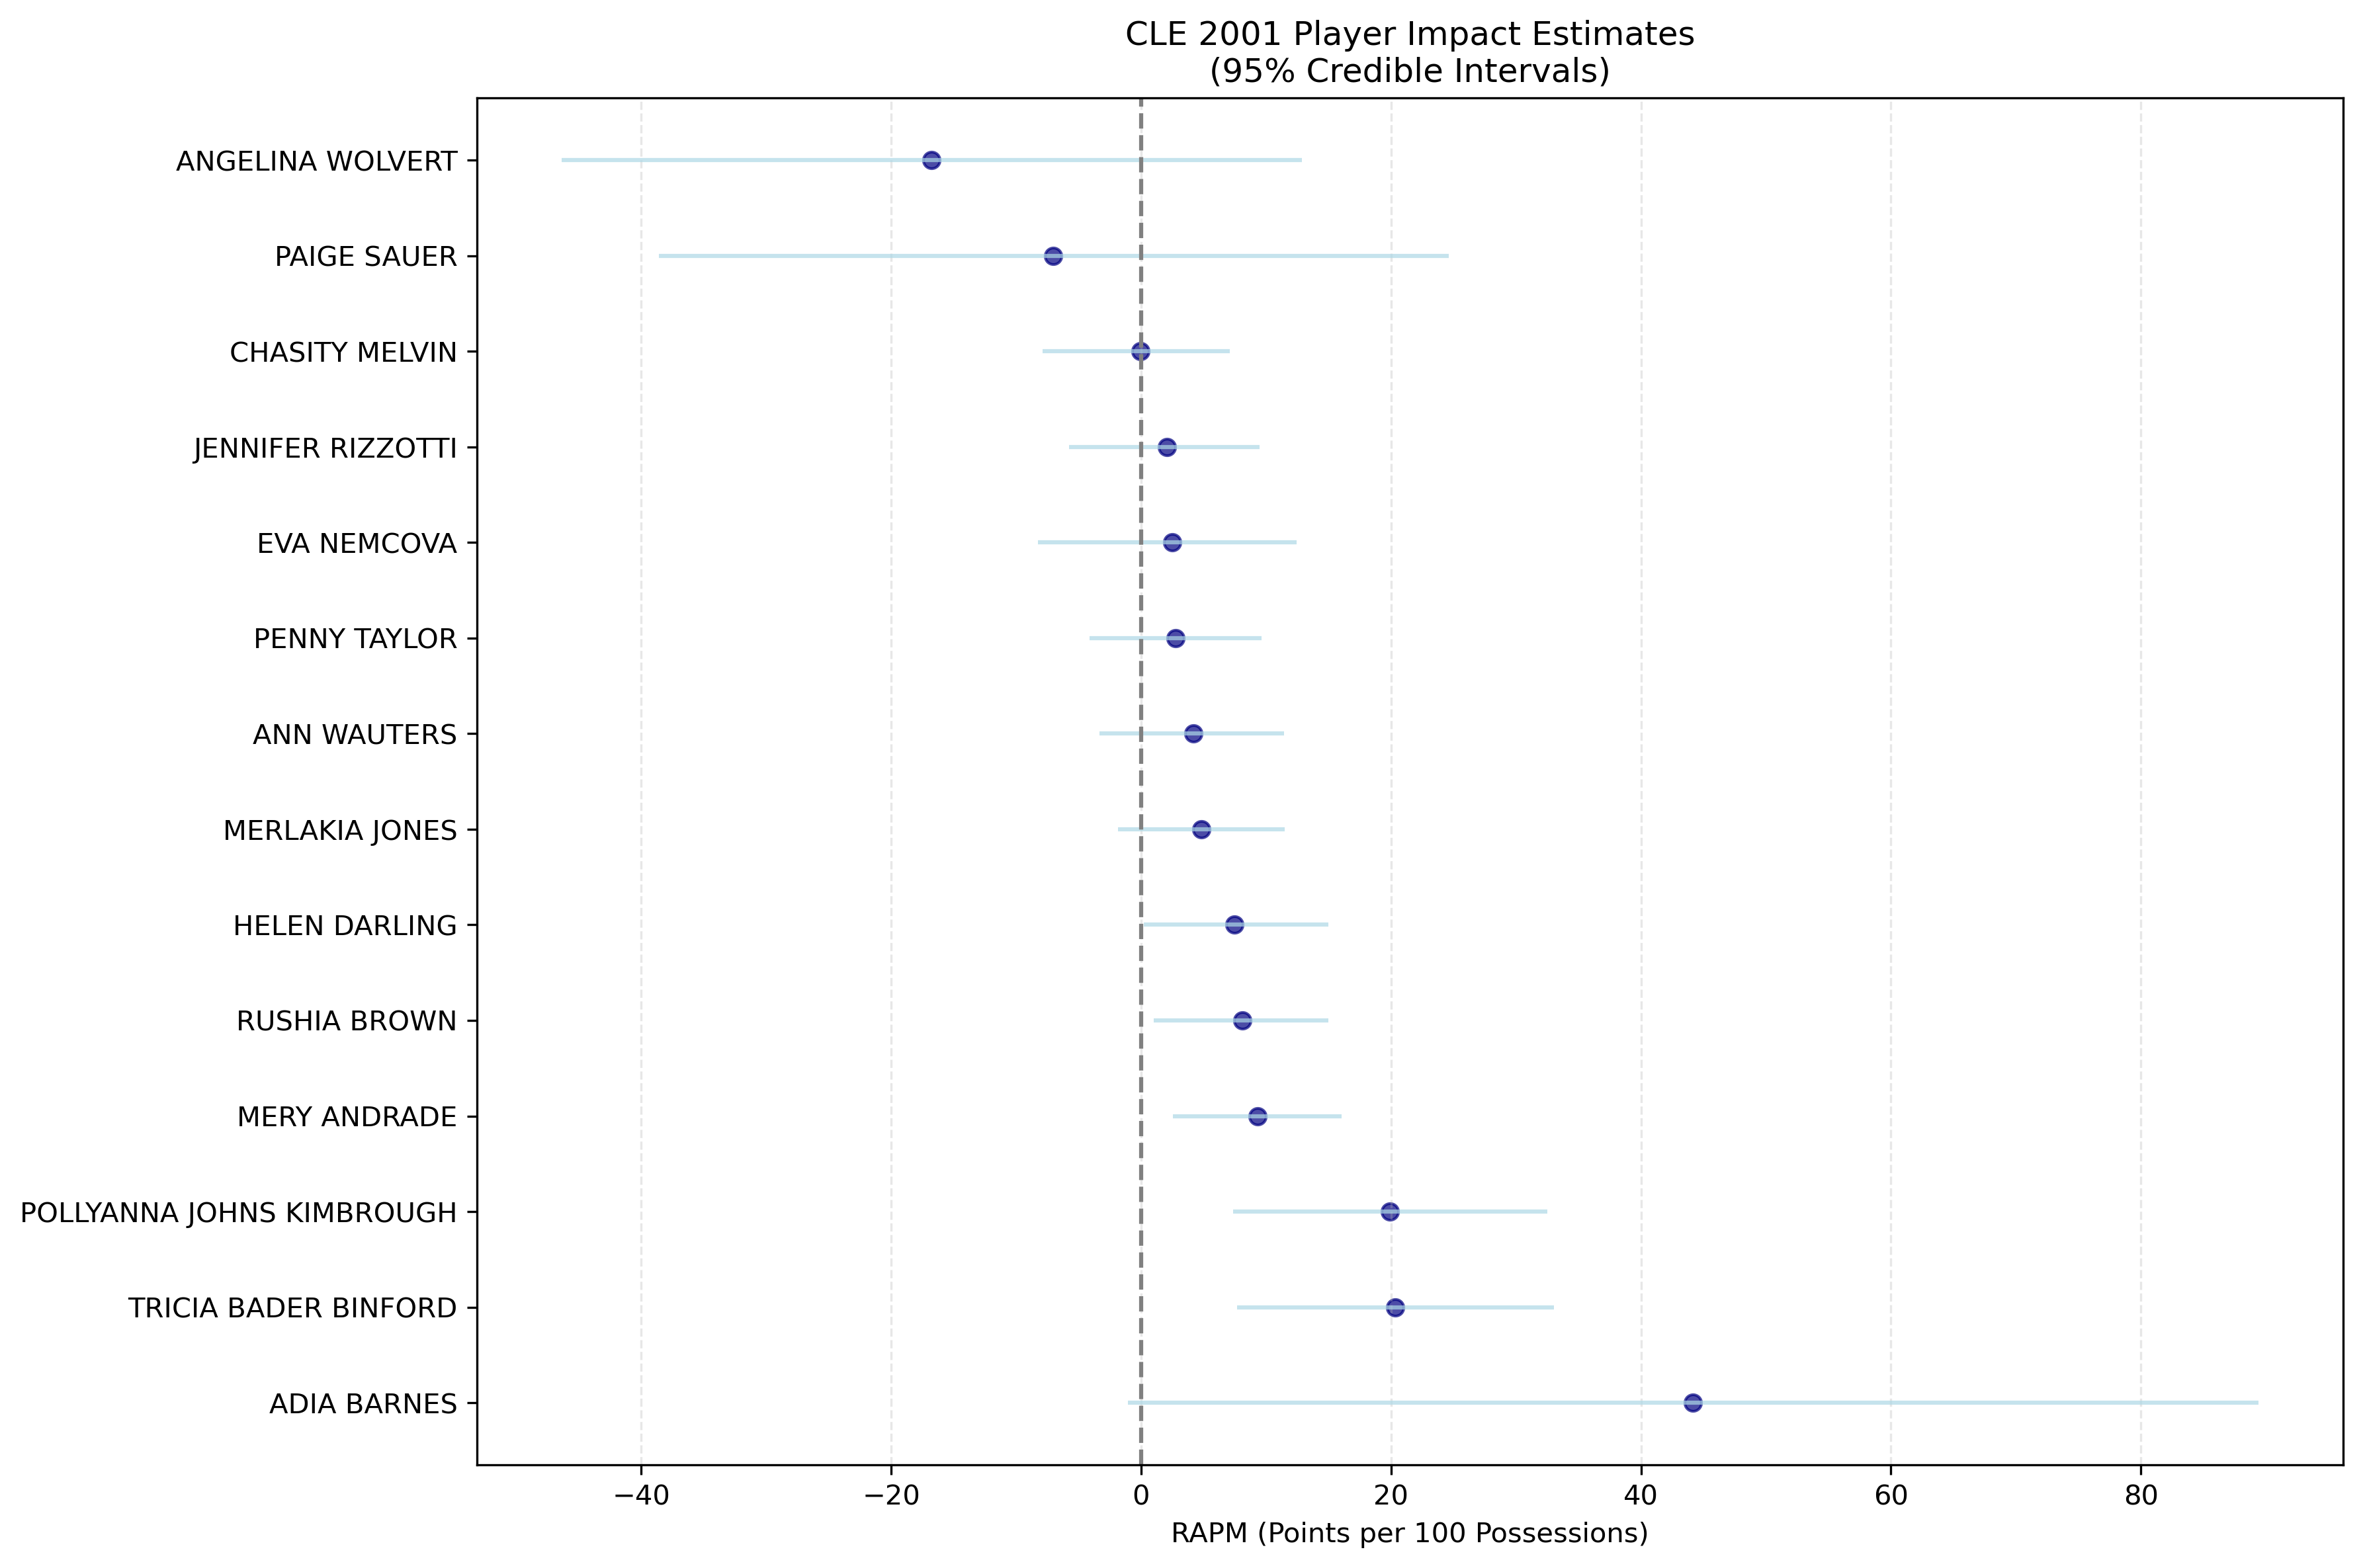 CLE 2001 Player Impact Estimates
(95% Credible Intervals)
ANGELINA WOLVERT
PAIGE SAUER
CHASITY MELVIN
JENNIFER RIZZOTTI
EVA NEMCOVA
PENNY TAYLOR
ANN WAUTERS
MERLAKIA JONES
HELEN DARLING
RUSHIA BROWN
MERY ANDRADE
POLLYANNA JOHNS KIMBROUGH
TRICIA BADER BINFORD
ADIA BARNES
−40 −20 0 20 40 60 80
RAPM (Points per 100 Possessions)